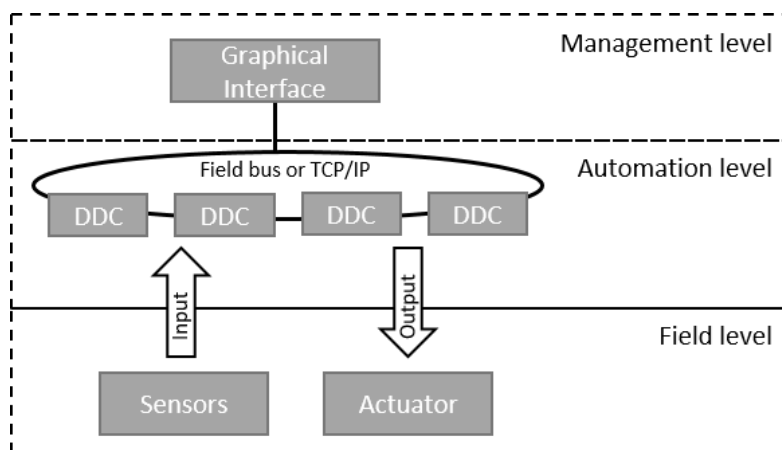 Management level
Graphical
Interface
Automation level
Field bus or TCP/IP
DDC
DDC
DDC
DDC
Input
Output
Field level
Sensors
Actuator